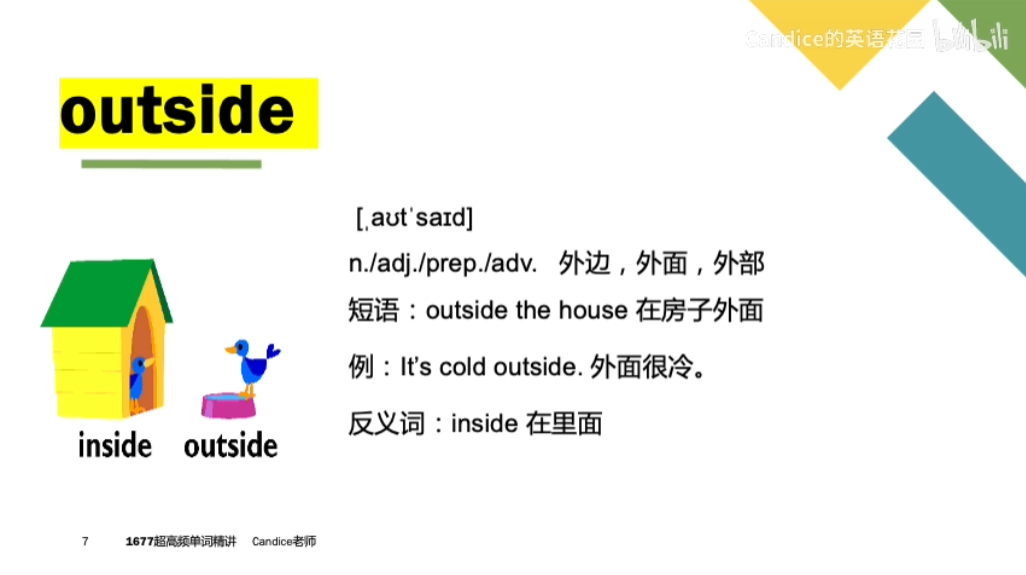 Candice的英语花园 bilibili
outside
[ˌaʊtˈsaɪd]
n./adj./prep./adv. 外边，外面，外部
短语：outside the house 在房子外面
例：It’s cold outside. 外面很冷。
反义词：inside 在里面
inside outside
7 1677超高频单词精讲 Candice老师